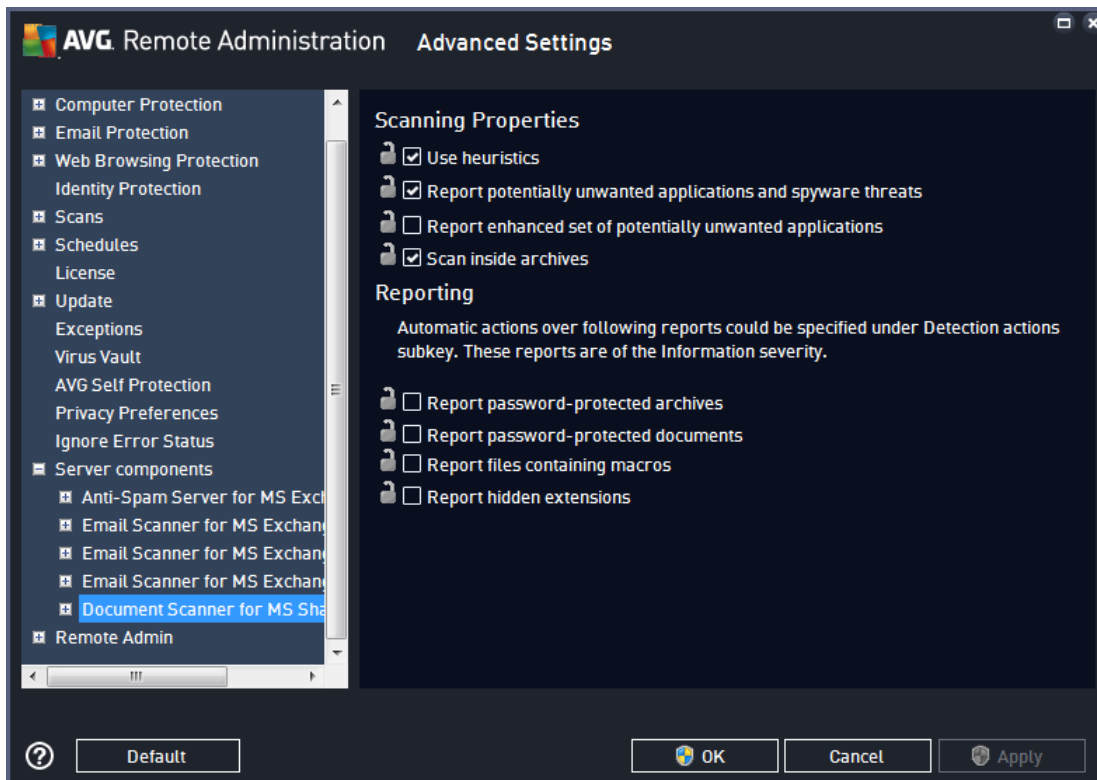 AVG. Remote Administration Advanced Settings
Computer Protection
Email Protection
Web Browsing Protection
Identity Protection
Scans
Schedules
License
Update
Exceptions
Virus Vault
AVG Self Protection
Privacy Preferences
Ignore Error Status
Server components
Anti-Spam Server for MS Exch
Email Scanner for MS Exchan
Email Scanner for MS Exchan
Email Scanner for MS Exchan
Document Scanner for MS Sha
Remote Admin
Scanning Properties
Use heuristics
Report potentially unwanted applications and spyware threats
Report enhanced set of potentially unwanted applications
Scan inside archives
Reporting
Automatic actions over following reports could be specified under Detection actions
subkey. These reports are of the Information severity.
Report password-protected archives
Report password-protected documents
Report files containing macros
Report hidden extensions
Default
OK
Cancel
Apply